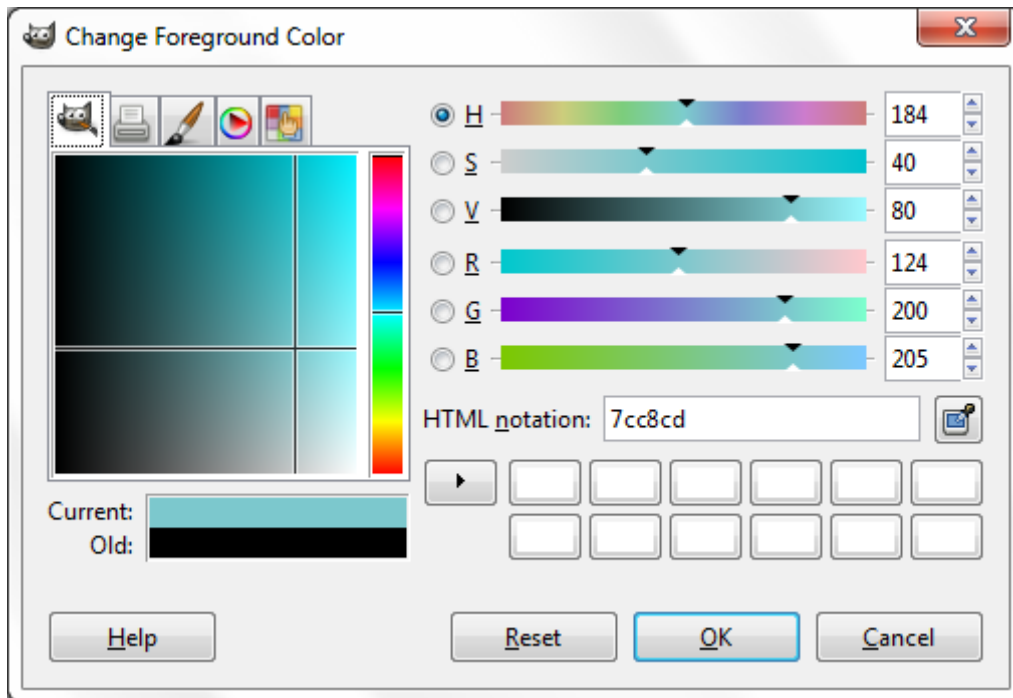 Change Foreground Color
H 184
S 40
V 80
R 124
G 200
B 205
HTML notation: 7cc8cd
Current:
Old:
Help Reset OK Cancel